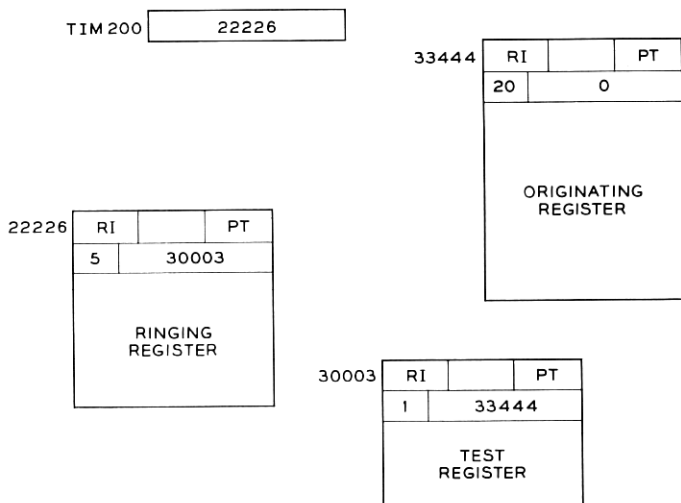 TIM 200 22226
33444 RI PT
20 0
ORIGINATING
REGISTER
22226 RI PT
5 30003
RINGING
REGISTER
30003 RI PT
1 33444
TEST
REGISTER